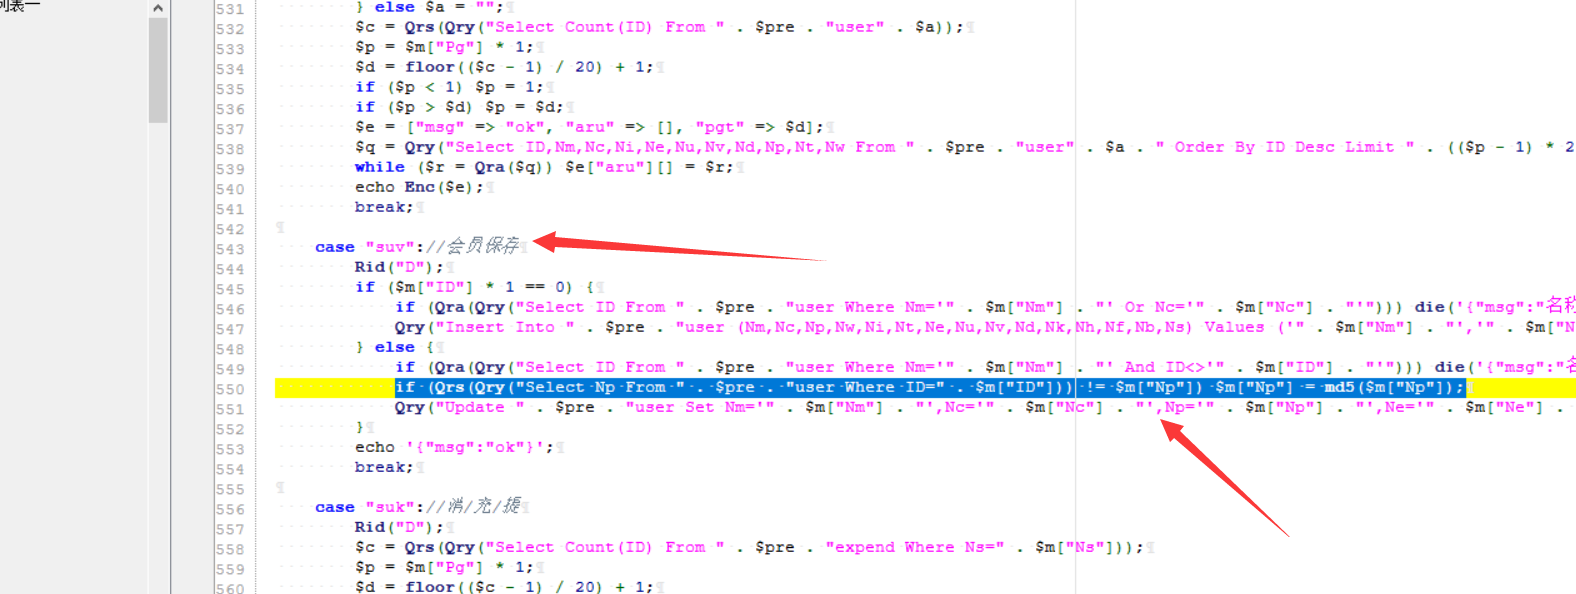 列表一
531 } else $a = "";
532 $c = Qrs(Qry("Select Count(ID) From " . $pre . "user" . $a));
533 $p = $m["Pg"] * 1;
534 $d = floor(($c - 1) / 20) + 1;
535 if ($p < 1) $p = 1;
536 if ($p > $d) $p = $d;
537 $e = ["msg" => "ok", "aru" => [], "pgt" => $d];
538 $q = Qry("Select ID,Nm,Nc,Ni,Ne,Nu,Nv,Nd,Np,Nt,Nw From " . $pre . "user" . $a . " Order By ID Desc Limit " . (($p - 1) * 2
539 while ($r = Qra($q)) $e["aru"][] = $r;
540 echo Enc($e);
541 break;
542
543 case "suv"://会员保存
544 Rid("D");
545 if ($m["ID"] * 1 == 0) {
546 if (Qra(Qry("Select ID From " . $pre . "user Where Nm='" . $m["Nm"] . "' Or Nc='" . $m["Nc"] . "'"))) die('{"msg":"名称
547 Qry("Insert Into " . $pre . "user (Nm,Nc,Np,Nw,Ni,Nt,Ne,Nu,Nv,Nd,Nk,Nh,Nf,Nb,Ns) Values ('" . $m["Nm"] . "','" . $m["N
548 } else {
549 if (Qra(Qry("Select ID From " . $pre . "user Where Nm='" . $m["Nm"] . "' And ID<>'" . $m["ID"] . "'"))) die('{"msg":"名
550 if (Qrs(Qry("Select Np From " . $pre . "user Where ID=" . $m["ID"])) != $m["Np"]) $m["Np"] = md5($m["Np"]);
551 Qry("Update " . $pre . "user Set Nm='" . $m["Nm"] . "',Nc='" . $m["Nc"] . "',Np='" . $m["Np"] . "',Ne='" . $m["Ne"] .
552 }
553 echo '{"msg":"ok"}';
554 break;
555
556 case "suk"://消/充/提
557 Rid("D");
558 $c = Qrs(Qry("Select Count(ID) From " . $pre . "expend Where Ns=" . $m["Ns"]));
559 $p = $m["Pg"] * 1;
560 $d = floor(($c - 1) / 20) + 1;